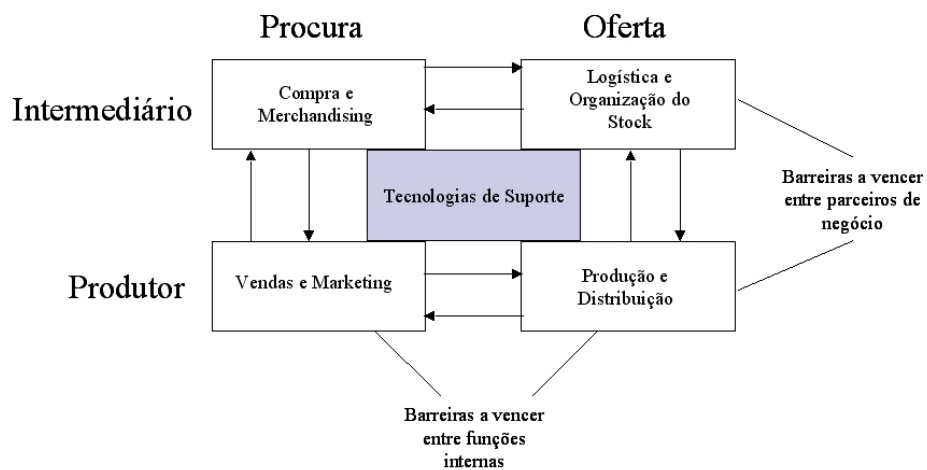 Procura
Oferta
Intermediário
Compra e
Merchandising
Logística e
Organização do
Stock
Tecnologias de Suporte
Barreiras a vencer
entre parceiros de
negócio
Produtor
Vendas e Marketing
Produção e
Distribuição
Barreiras a vencer
entre funções
internas